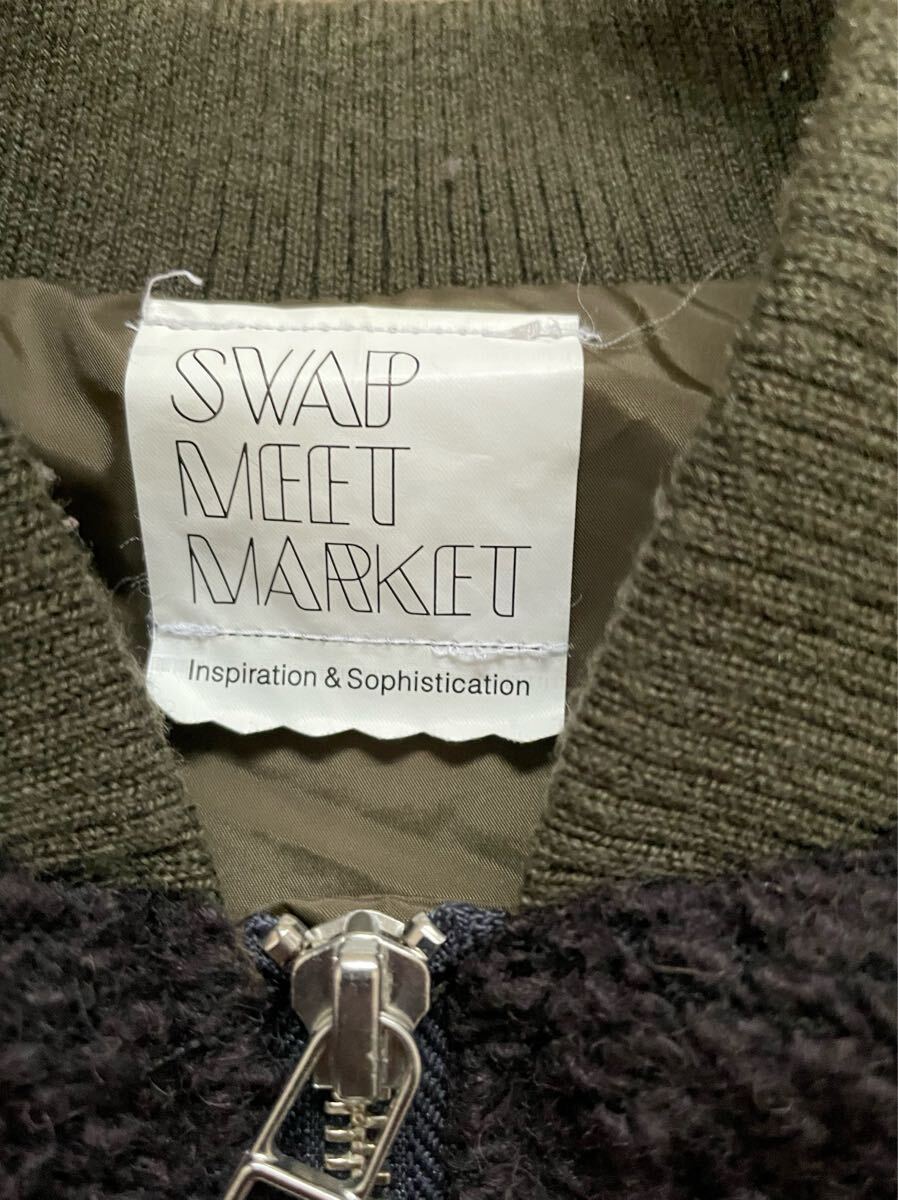 SWAP
MEET
MARKET
Inspiration & Sophistication